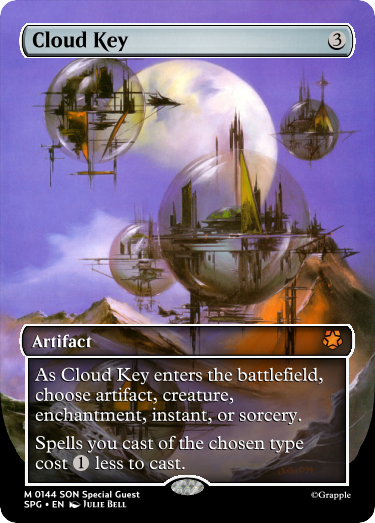 Cloud Key 3
Artifact
As Cloud Key enters the battlefield,
choose artifact, creature,
enchantment, instant, or sorcery.
Spells you cast of the chosen type
cost 1 less to cast.
M 0144 SON Special Guest
SPG • EN JULIE BELL
©Grapple